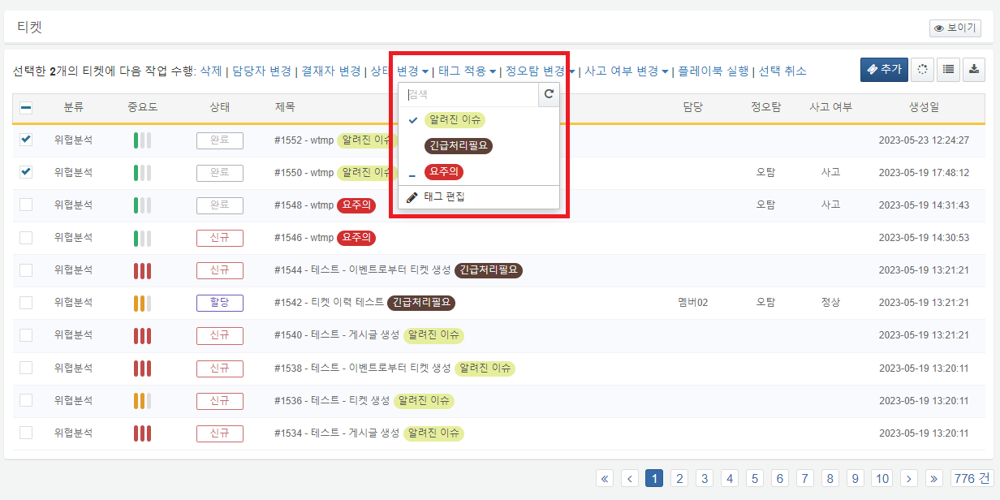 티켓
보이기
선택한 2개의 티켓에 다음 작업 수행: 삭제 | 담당자 변경 | 결재자 변경 | 상태 변경 | 태그 적용 | 정오탐 변경 | 사고 여부 변경 | 플레이북 실행 | 선택 취소
추가
검색
알려진 이슈
긴급처리필요
요주의
태그 편집
분류 중요도 상태 제목 담당 정오탐 사고 여부 생성일
위협분석 완료 #1552 - wtmp 알려진 이슈 2023-05-23 12:24:27
위협분석 완료 #1550 - wtmp 알려진 이슈 오탐 사고 2023-05-19 17:48:12
위협분석 완료 #1548 - wtmp 요주의 오탐 사고 2023-05-19 14:31:43
위협분석 신규 #1546 - wtmp 요주의 2023-05-19 14:30:53
위협분석 신규 #1544 - 테스트 - 이벤트로부터 티켓 생성 긴급처리필요 2023-05-19 13:21:21
위협분석 할당 #1542 - 티켓 이력 테스트 긴급처리필요 멤버02 오탐 정상 2023-05-19 13:21:21
위협분석 신규 #1540 - 테스트 - 게시글 생성 알려진 이슈 2023-05-19 13:21:21
위협분석 신규 #1538 - 테스트 - 이벤트로부터 티켓 생성 알려진 이슈 2023-05-19 13:20:11
위협분석 신규 #1536 - 테스트 - 티켓 생성 알려진 이슈 2023-05-19 13:20:11
위협분석 신규 #1534 - 테스트 - 게시글 생성 알려진 이슈 2023-05-19 13:20:11
« ‹ 1 2 3 4 5 6 7 8 9 10 › » 776 건